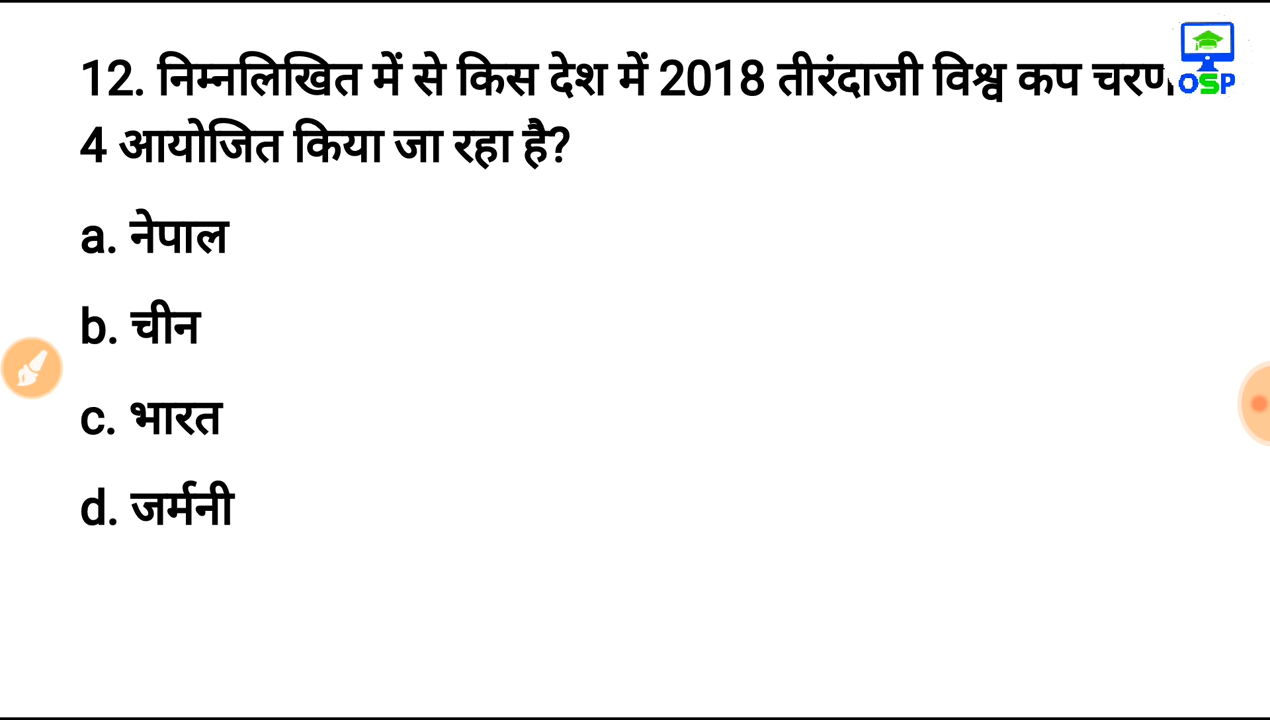 12. निम्नलिखित में से किस देश में 2018 तीरंदाजी विश्व कप चरण
4 आयोजित किया जा रहा है?
a. नेपाल
b. चीन
c. भारत
d. जर्मनी
OSP